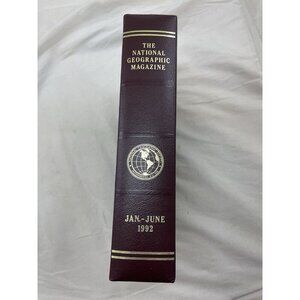 THE
NATIONAL
GEOGRAPHIC
MAGAZINE
JAN.-JUNE
1992